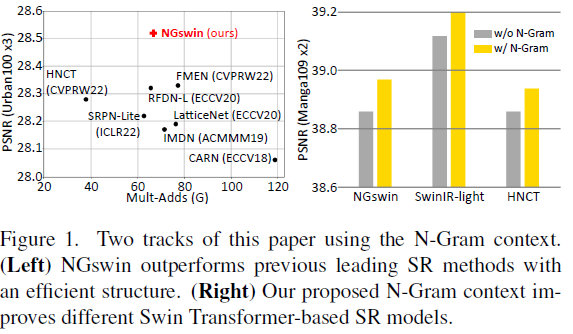 PSNR (Urban100 x3)
28.6
28.5
28.4
28.3
28.2
28.1
28.0
NGswin (ours)
HNCT
(CVPRW22)
FMEN (CVPRW22)
RFDN-L (ECCV20)
SRPN-Lite
(ICLR22)
LatticeNet (ECCV20)
IMDN (ACMMM19)
CARN (ECCV18)
20 40 60 80 100 120
Mult-Adds (G)
PSNR (Manga109 x2)
39.2
39.0
38.8
38.6
w/o N-Gram
w/ N-Gram
NGswin SwinIR-light HNCT
Figure 1. Two tracks of this paper using the N-Gram context.
(Left) NGswin outperforms previous leading SR methods with
an efficient structure. (Right) Our proposed N-Gram context im-
proves different Swin Transformer-based SR models.